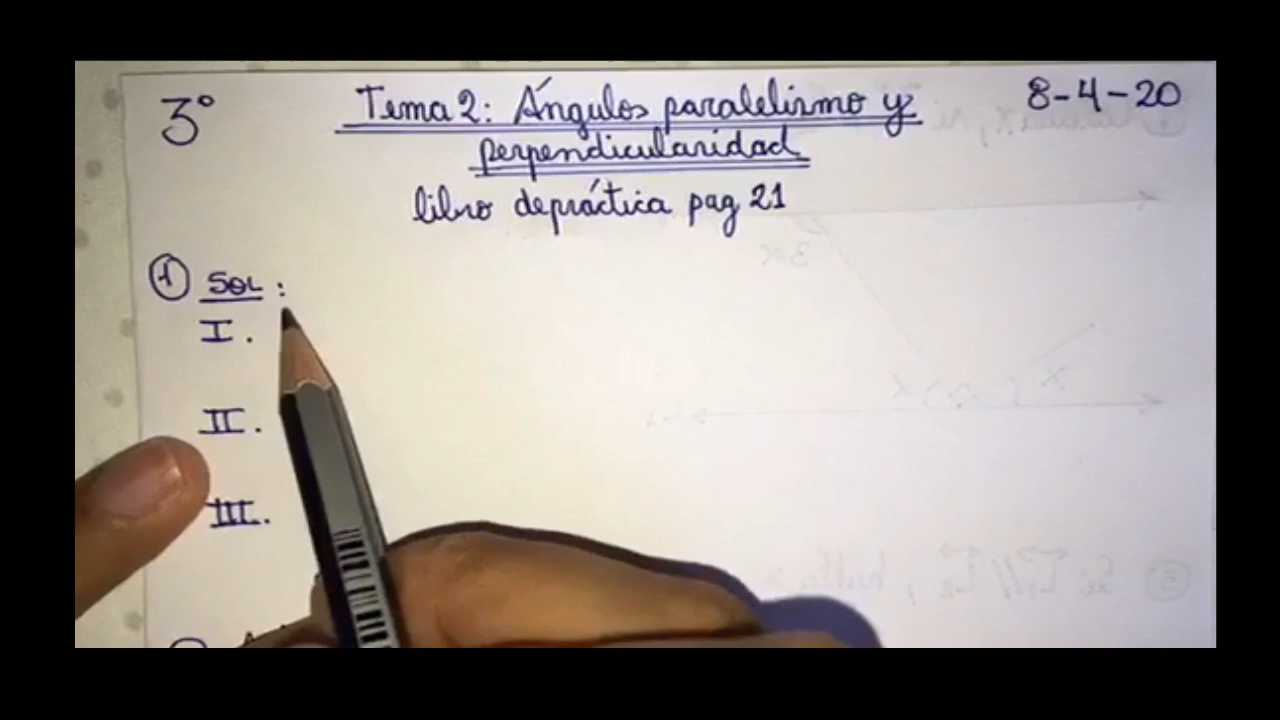 3°
Tema 2: Ángulos paralelismo y
perpendicularidad
8-4-20
libro de práctica pag 21
1 SOL:
I.
II.
III.